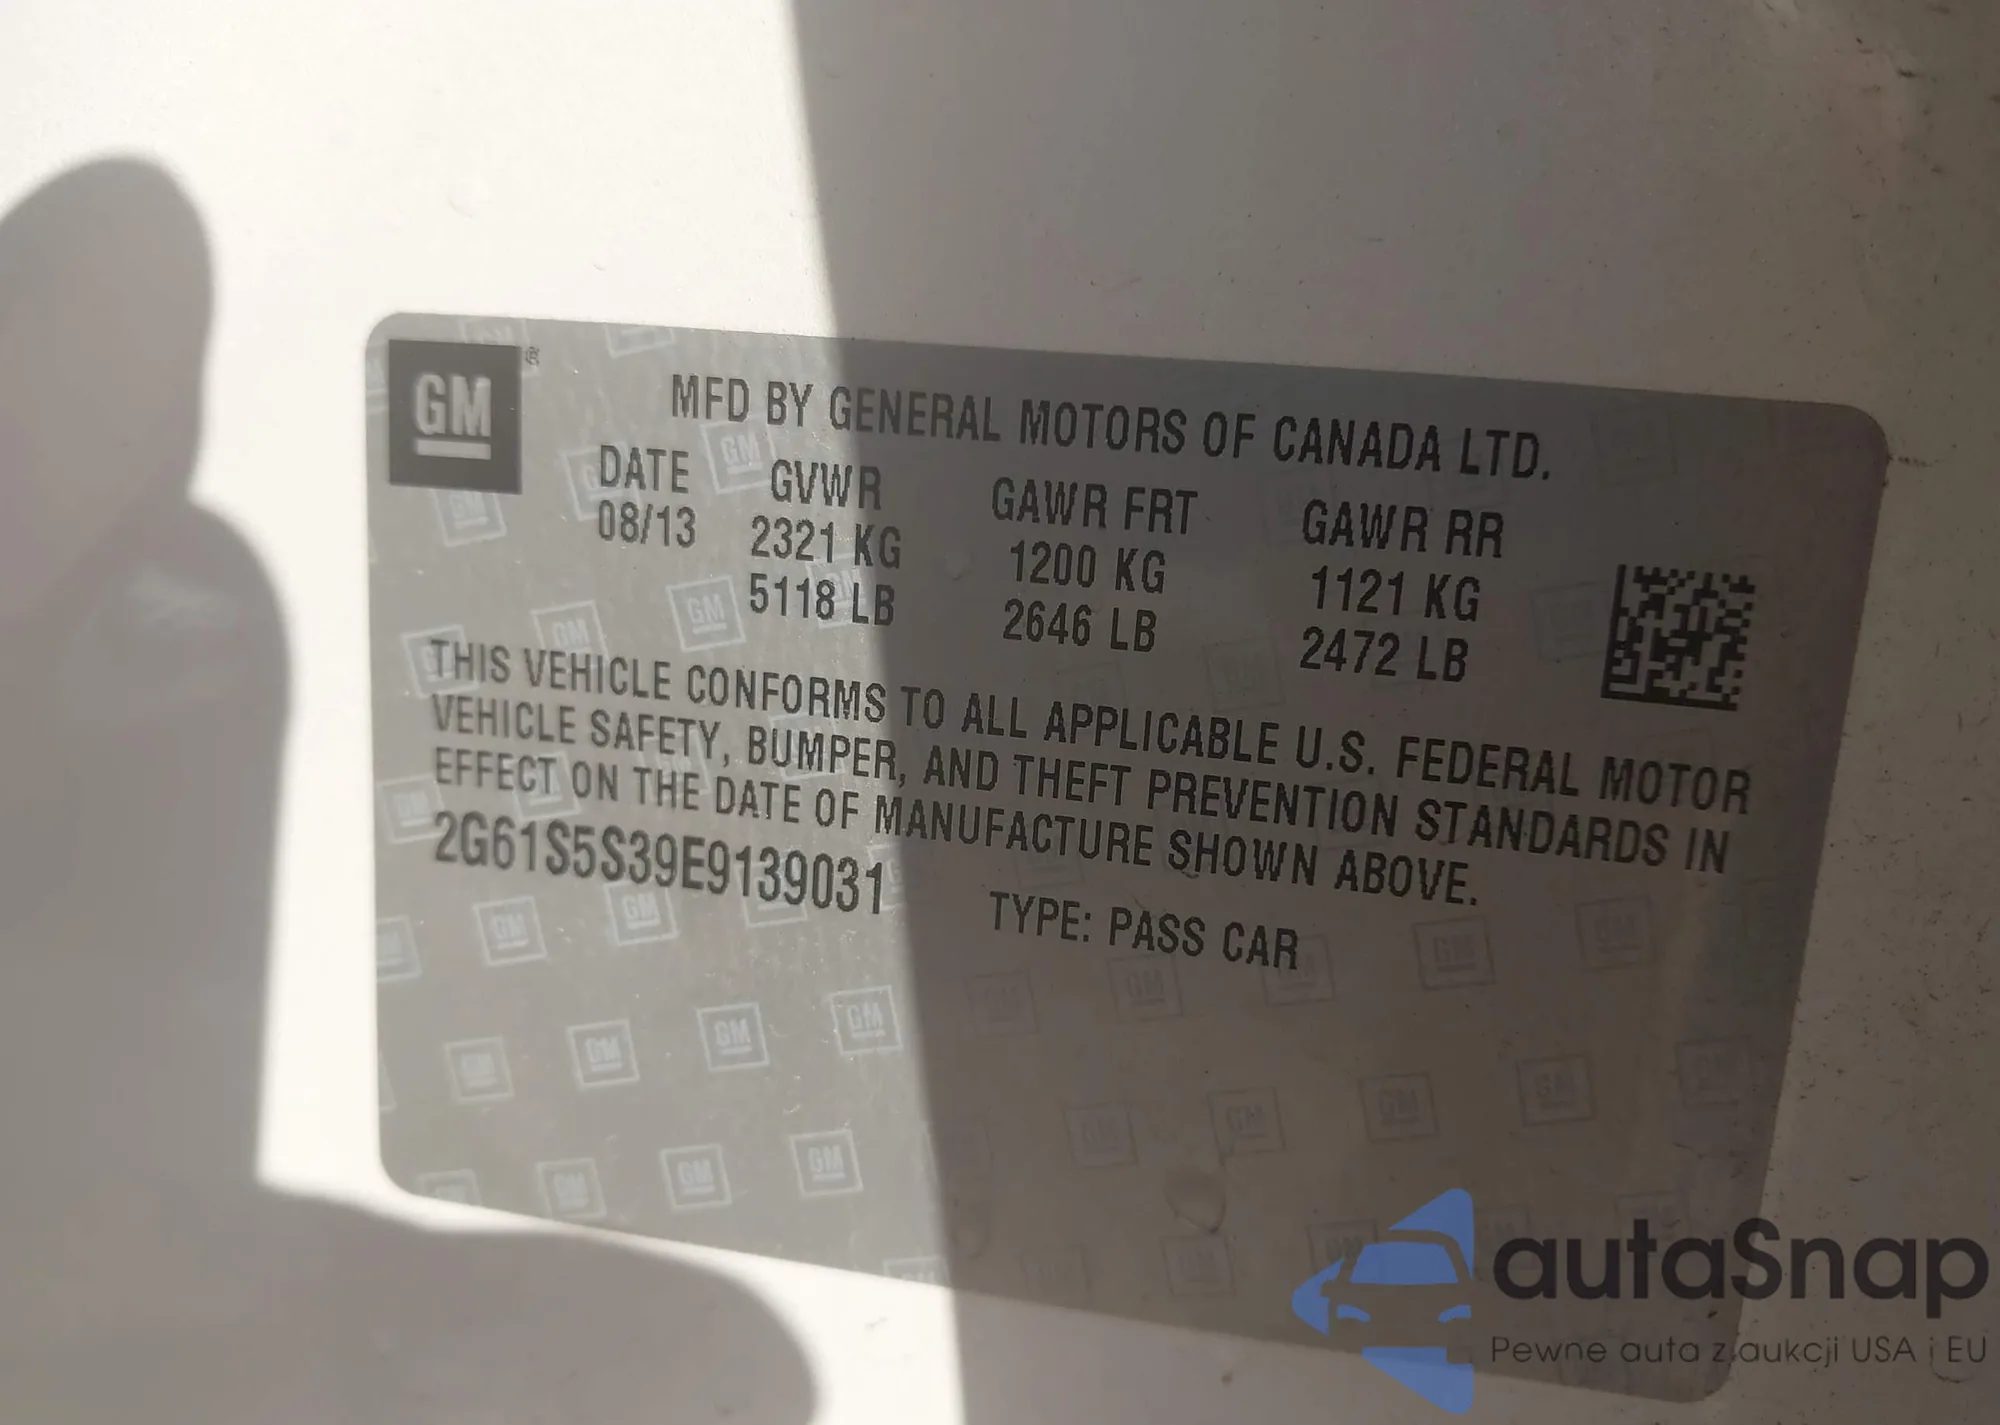 GM ®
MFD BY GENERAL MOTORS OF CANADA LTD.
DATE GVWR GAWR FRT GAWR RR
08/13 2321 KG 1200 KG 1121 KG
5118 LB 2646 LB 2472 LB
THIS VEHICLE CONFORMS TO ALL APPLICABLE U.S. FEDERAL MOTOR
VEHICLE SAFETY, BUMPER, AND THEFT PREVENTION STANDARDS IN
EFFECT ON THE DATE OF MANUFACTURE SHOWN ABOVE.
2G61S5S39E9139031 TYPE: PASS CAR
autaSnap
Pewne auta z aukcji USA i EU